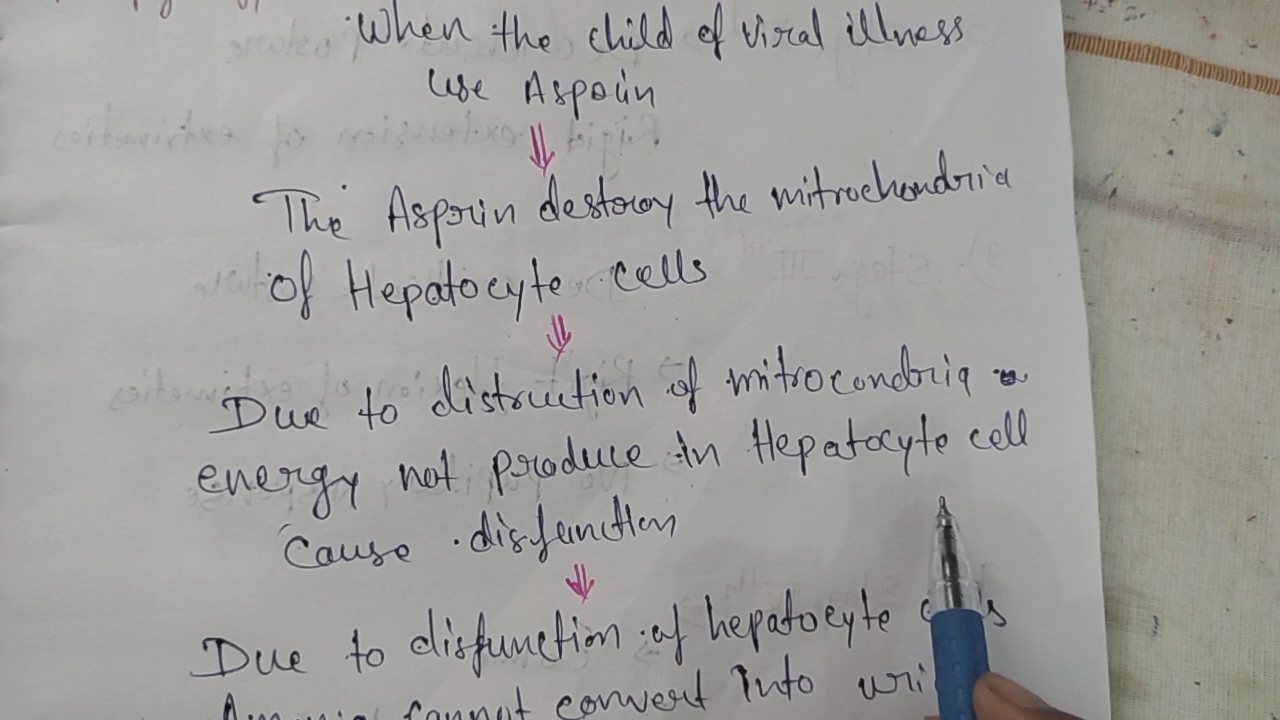 When the child of viral illness
Use Asporin
The Asprin destroy the mitrochondria
of Hepatocyte cells
Due to distruction of mitrocondria
energy not produce in Hepatocyte cell
cause disfunction
Due to disfunction of hepatocyte
cannot convert into